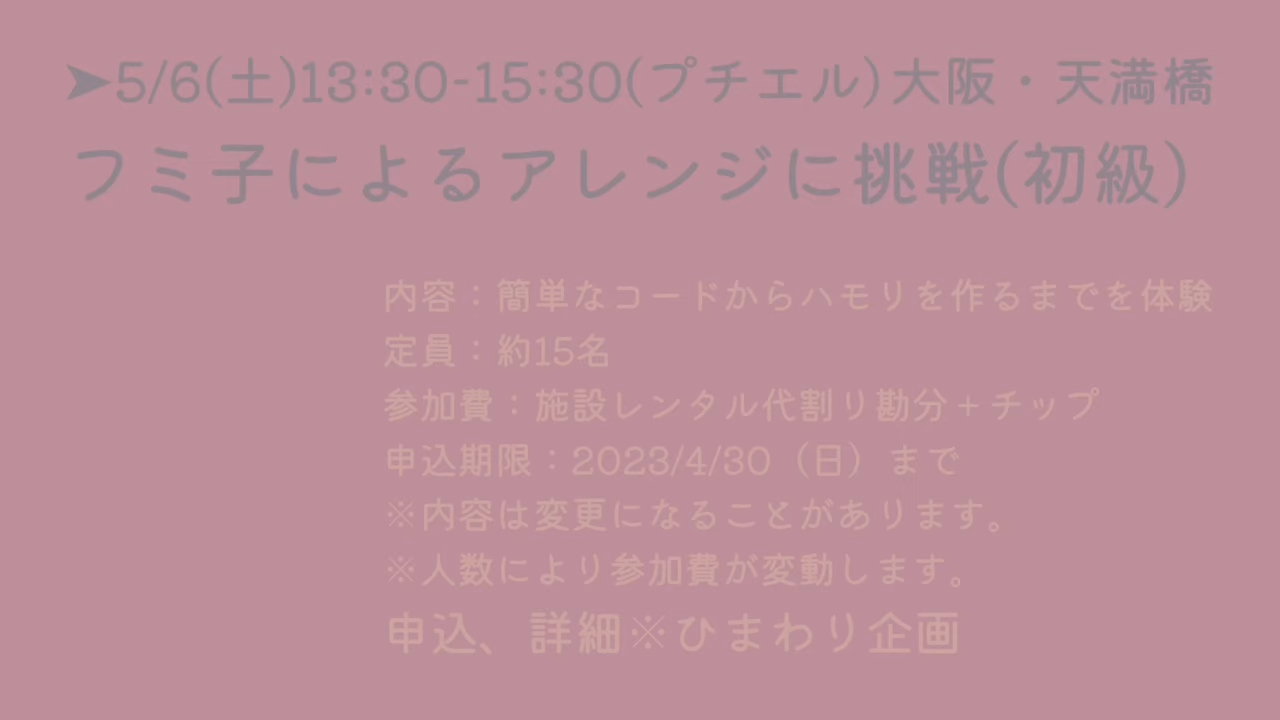 ➤5/6(土)13:30-15:30(プチエル)大阪・天満橋
フミ子によるアレンジに挑戦(初級)
内容：簡単なコードからハモリを作るまでを体験
定員：約15名
参加費：施設レンタル代割り勘分＋チップ
申込期限：2023/4/30（日）まで
※内容は変更になることがあります。
※人数により参加費が変動します。
申込、詳細※ひまわり企画